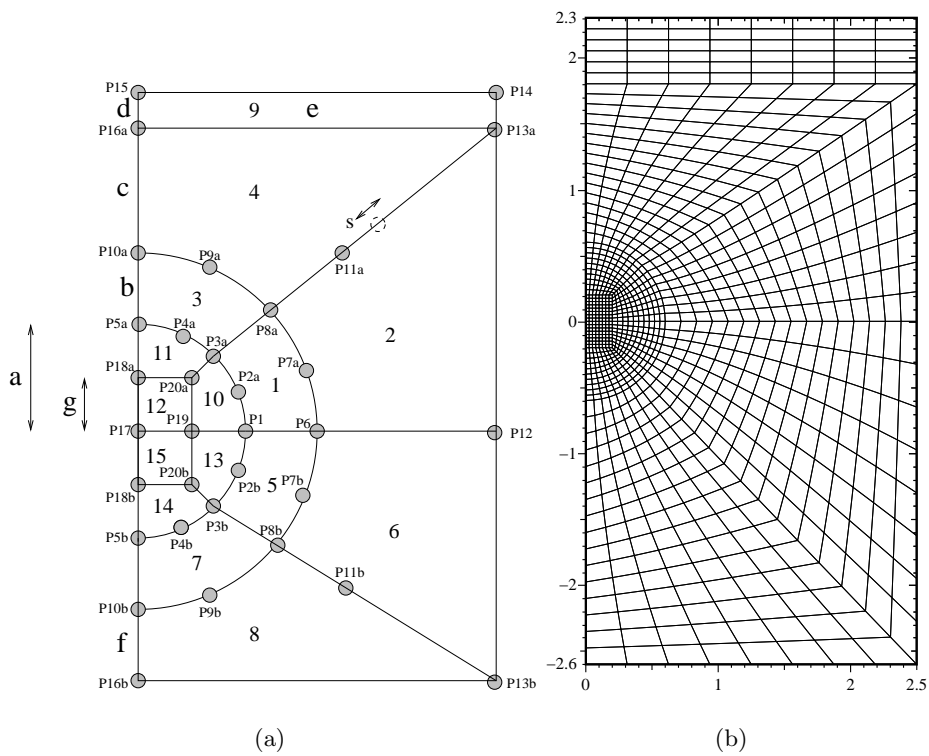 P15
P14
d
9
e
P16a
P13a
c
4
s
P10a
P9a
P11a
b
3
P8a
2
P5a
P4a
P3a
P7a
a
11
1
P18a
P20a
P2a
10
g
12
P19
P1
P6
P17
P12
15
13
P20b
P2b
5
P7b
P18b
14
P3b
P5b
P4b
P8b
6
7
P11b
P10b
P9b
f
8
P16b
P13b
(a)
2.3
2
1
0
−1
−2
−2.6
0 1 2 2.5
(b)